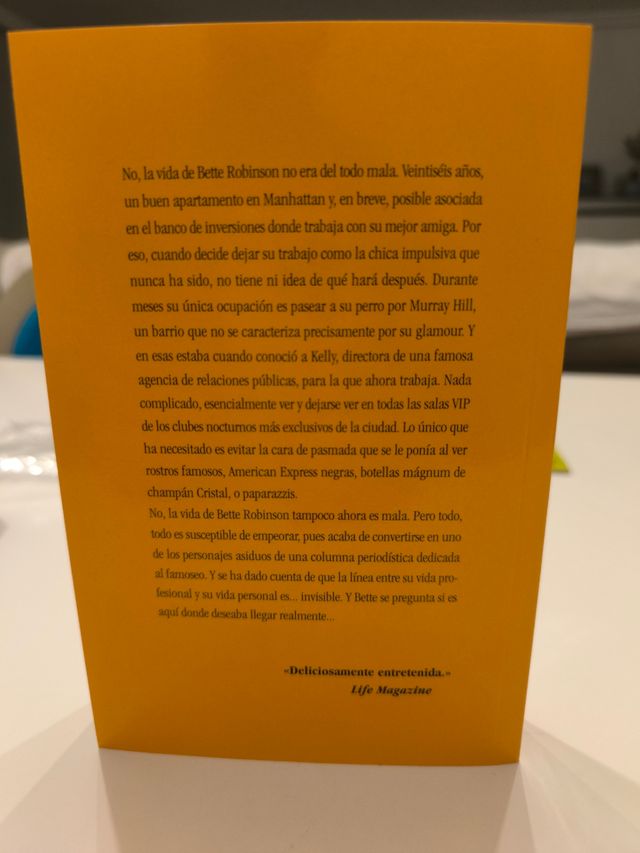 No, la vida de Bette Robinson no era del todo mala. Veintiséis años,
un buen apartamento en Manhattan y, en breve, posible asociada
en el banco de inversiones donde trabaja con su mejor amiga. Por
eso, cuando decide dejar su trabajo como la chica impulsiva que
nunca ha sido, no tiene ni idea de qué hará después. Durante
meses su única ocupación es pasear a su perro por Murray Hill,
un barrio que no se caracteriza precisamente por su glamour. Y
en esas estaba cuando conoció a Kelly, directora de una famosa
agencia de relaciones públicas, para la que ahora trabaja. Nada
complicado, esencialmente ver y dejarse ver en todas las salas VIP
de los clubes nocturnos más exclusivos de la ciudad. Lo único que
ha necesitado es evitar la cara de pasmada que se le ponía al ver
rostros famosos, American Express negras, botellas mágnum de
champán Cristal, o paparazzis.
No, la vida de Bette Robinson tampoco ahora es mala. Pero todo,
todo es susceptible de empeorar, pues acaba de convertirse en uno
de los personajes asiduos de una columna periodística dedicada
al famoseo. Y se ha dado cuenta de que la línea entre su vida pro-
fesional y su vida personal es... invisible. Y Bette se pregunta si es
aquí donde deseaba llegar realmente...
«Deliciosamente entretenida.»
Life Magazine